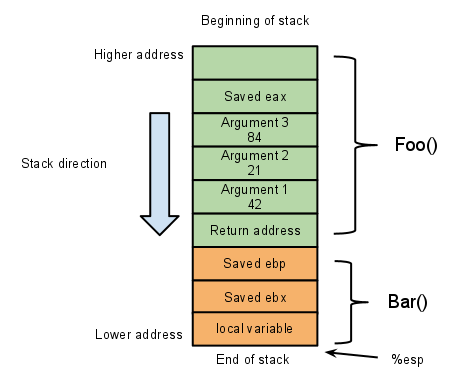 Beginning of stack
Higher address
Saved eax
Argument 3
84
Foo()
Argument 2
21
Stack direction
Argument 1
42
Return address
Saved ebp
Saved ebx
Bar()
local variable
Lower address
End of stack
%esp